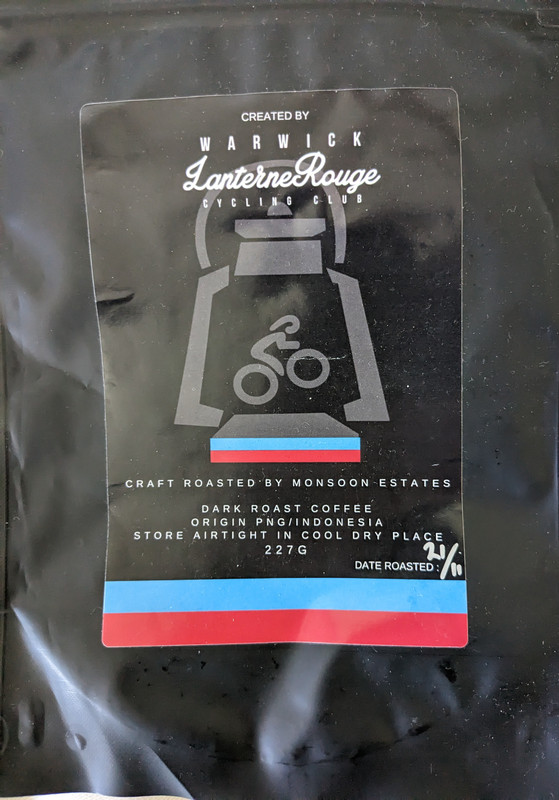 CREATED BY
WARWICK
LanterneRouge
CYCLING CLUB
CRAFT ROASTED BY MONSOON ESTATES
DARK ROAST COFFEE
ORIGIN PNG/INDONESIA
STORE AIRTIGHT IN COOL DRY PLACE
227G
DATE ROASTED : 21/11